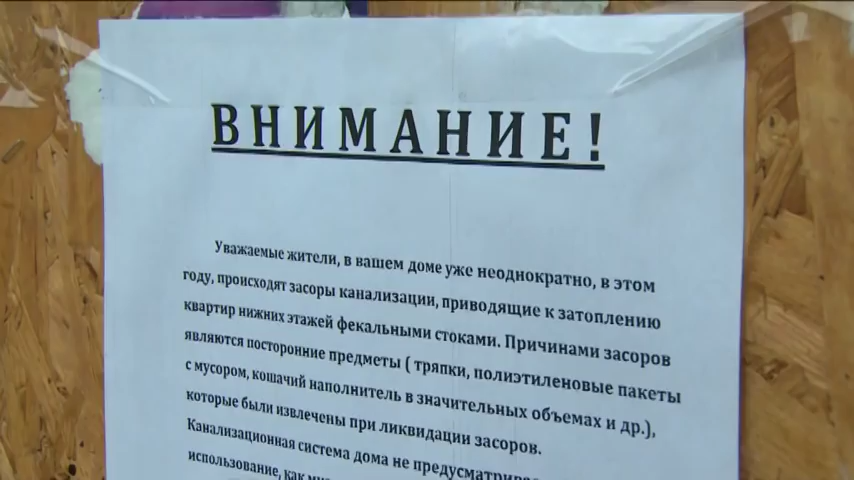 ВНИМАНИЕ!
Уважаемые жители, в вашем доме уже неоднократно, в этом
году, происходят засоры канализации, приводящие к затоплению
квартир нижних этажей фекальными стоками. Причинами засоров
являются посторонние предметы ( тряпки, полиэтиленовые пакеты
с мусором, кошачий наполнитель в значительных объемах и др.),
которые были извлечены при ликвидации засоров.
Канализационная система дома не
использование, как